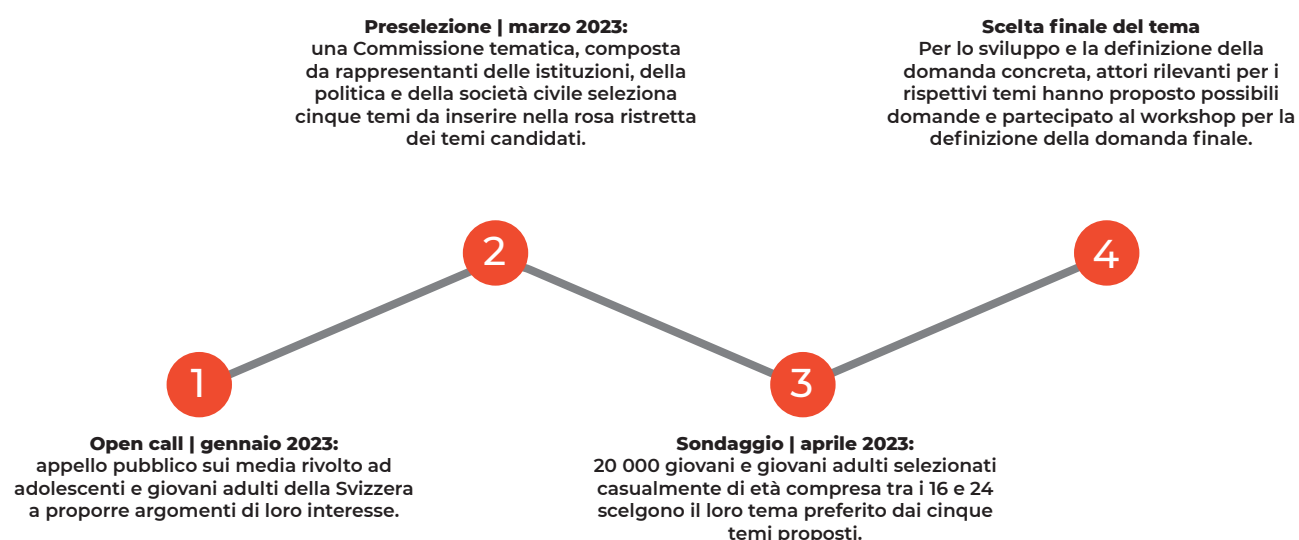 Preselezione | marzo 2023:
una Commissione tematica, composta
da rappresentanti delle istituzioni, della
politica e della società civile seleziona
cinque temi da inserire nella rosa ristretta
dei temi candidati.
Scelta finale del tema
Per lo sviluppo e la definizione della
domanda concreta, attori rilevanti per i
rispettivi temi hanno proposto possibili
domande e partecipato al workshop per la
definizione della domanda finale.
2
4
1
3
Open call | gennaio 2023:
appello pubblico sui media rivolto ad
adolescenti e giovani adulti della Svizzera
a proporre argomenti di loro interesse.
Sondaggio | aprile 2023:
20 000 giovani e giovani adulti selezionati
casualmente di età compresa tra i 16 e 24
scelgono il loro tema preferito dai cinque
temi proposti.